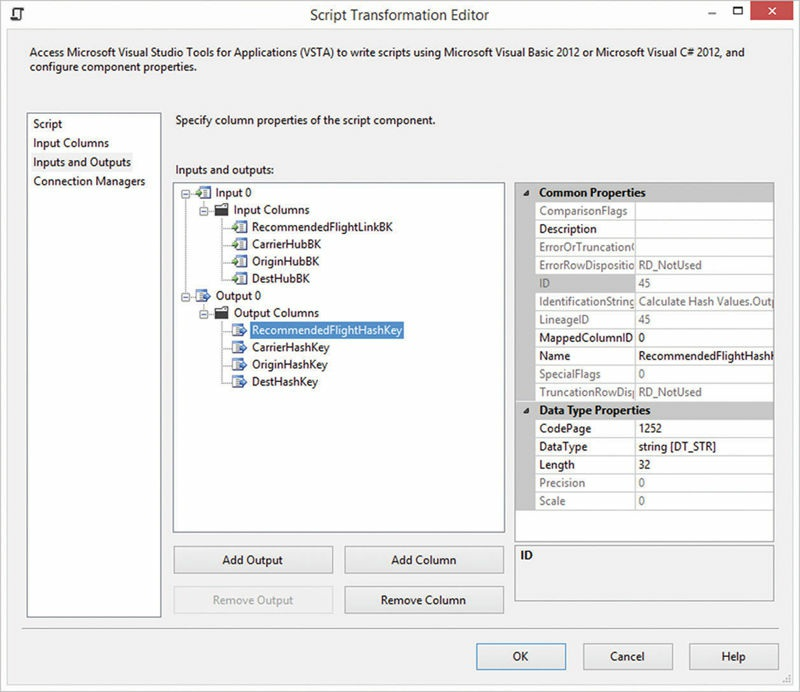 Script Transformation Editor
Access Microsoft Visual Studio Tools for Applications (VSTA) to write scripts using Microsoft Visual Basic 2012 or Microsoft Visual C# 2012, and
configure component properties.
Script
Input Columns
Inputs and Outputs
Connection Managers
Specify column properties of the script component.
Inputs and outputs:
Input 0
Input Columns
RecommendedFlightLinkBK
CarrierHubBK
OriginHubBK
DestHubBK
Output 0
Output Columns
RecommendedFlightHashKey
CarrierHashKey
OriginHashKey
DestHashKey
Common Properties
ComparisonFlags
Description
ErrorOrTruncationO
ErrorRowDispositio RD_NotUsed
ID 45
IdentificationString Calculate Hash Values.Outp
LineageID 45
MappedColumnID 0
Name RecommendedFlightHashK
SpecialFlags 0
TruncationRowDisp RD_NotUsed
Data Type Properties
CodePage 1252
DataType string [DT_STR]
Length 32
Precision 0
Scale 0
Add Output Add Column
Remove Output Remove Column
ID
OK Cancel Help